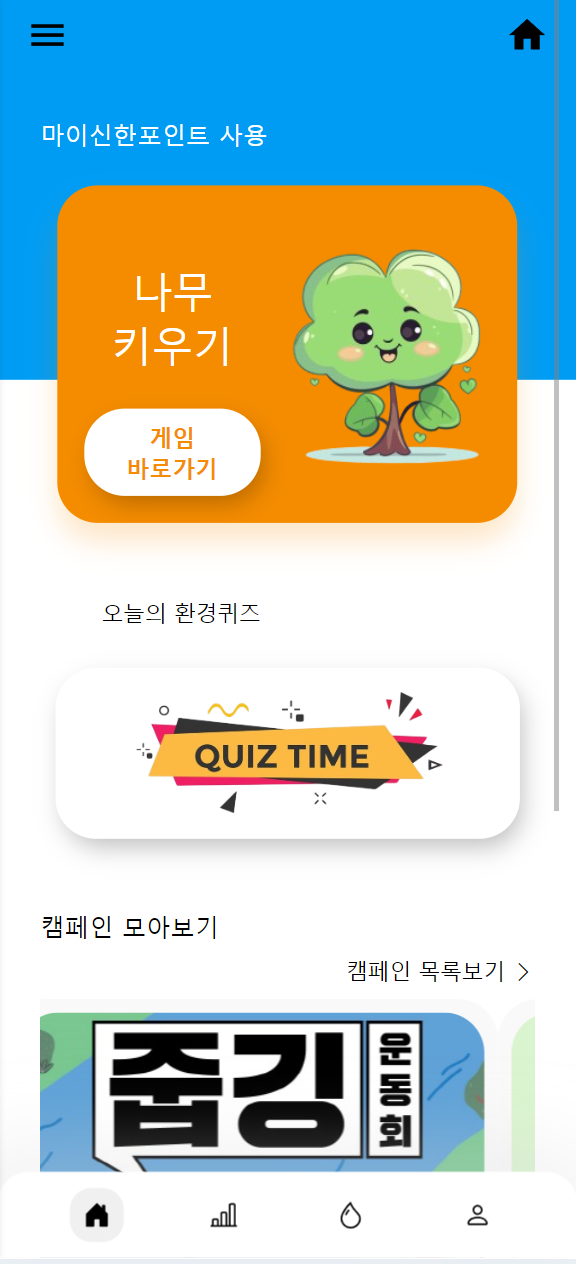 마이신한포인트 사용
나무
키우기
게임
바로가기
오늘의 환경퀴즈
QUIZ TIME
캠페인 모아보기
캠페인 목록보기
줍깅
운동회